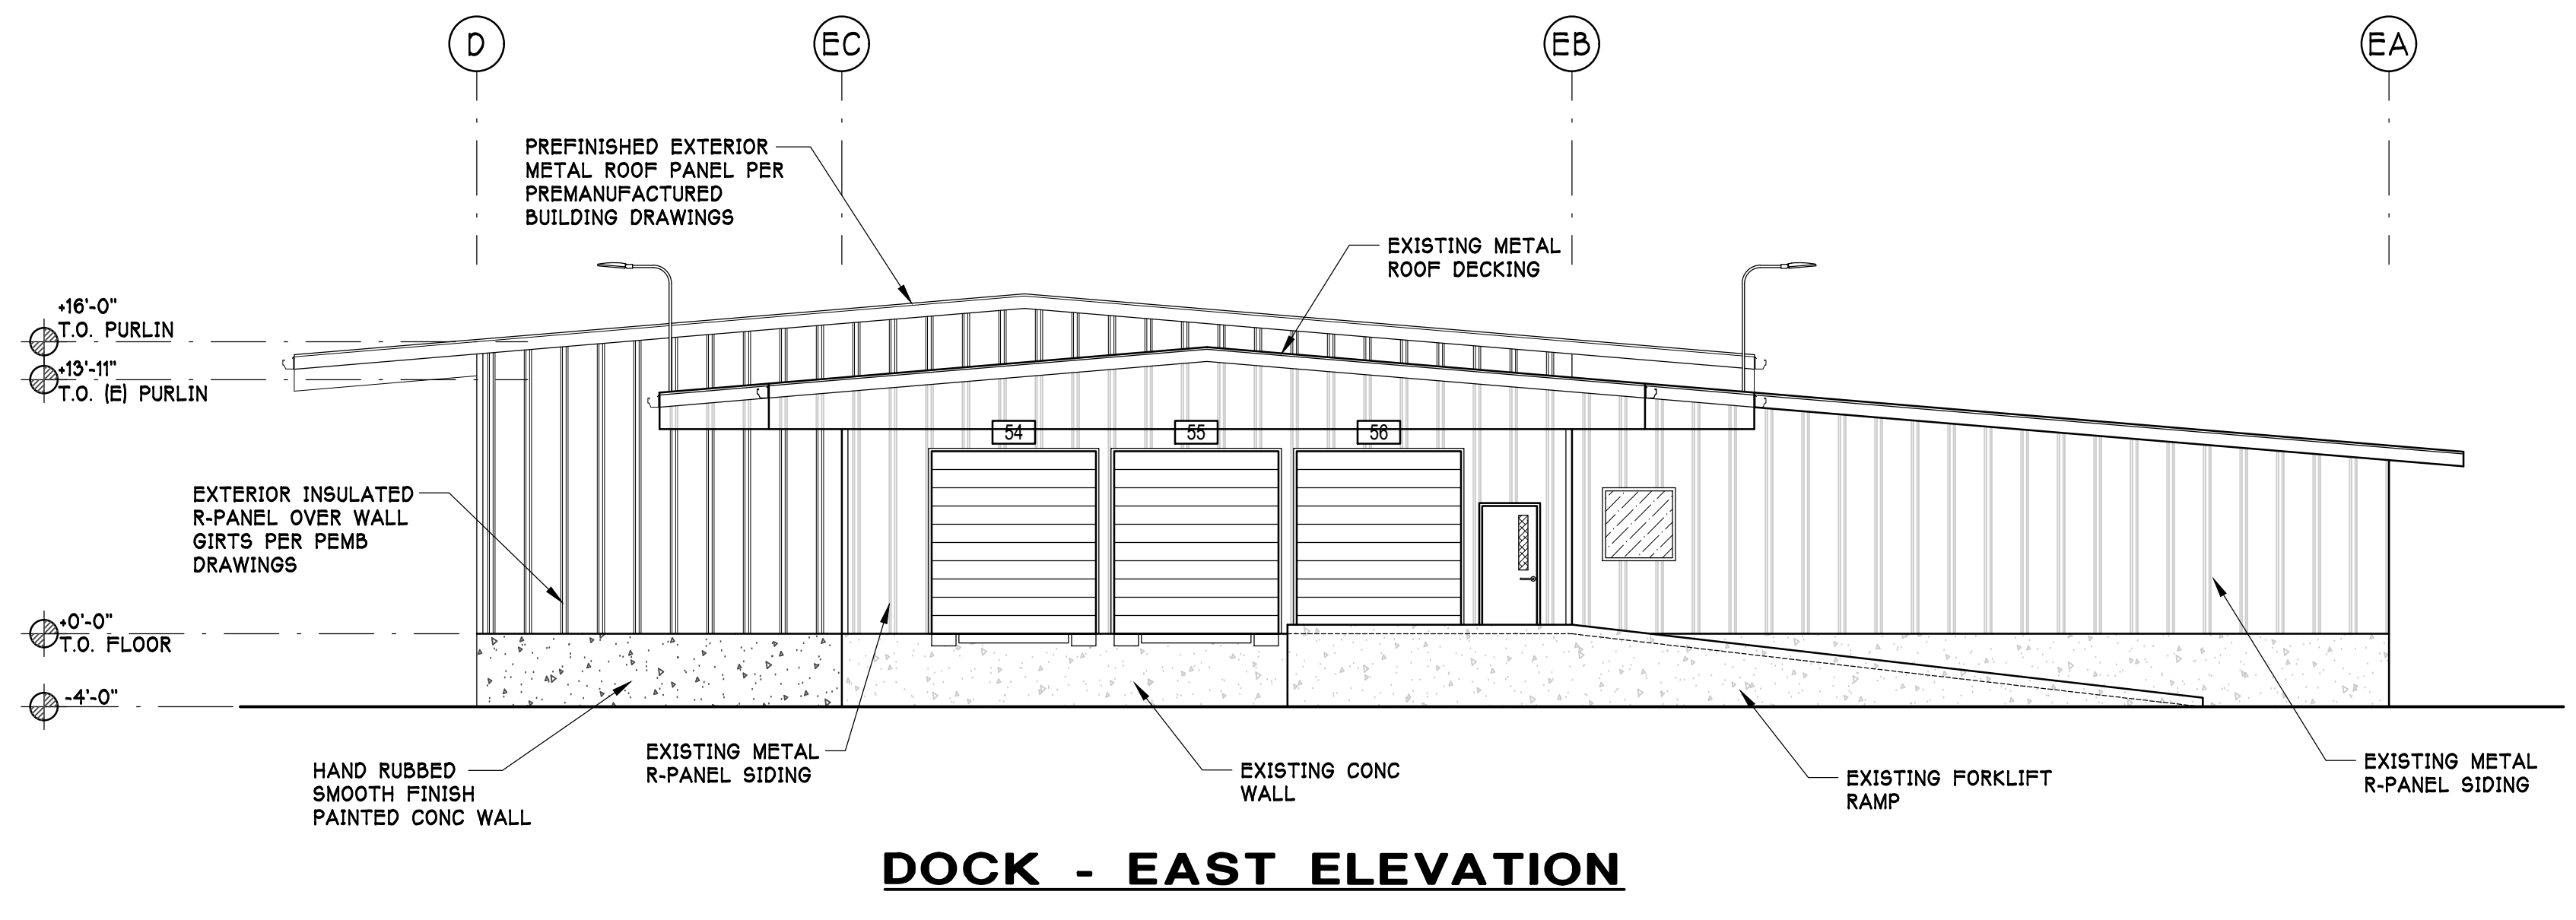 D
EC
EB
EA
PREFINISHED EXTERIOR
METAL ROOF PANEL PER
PREMANUFACTURED
BUILDING DRAWINGS
EXISTING METAL
ROOF DECKING
+16'-0"
T.O. PURLIN
+13'-11"
T.O. (E) PURLIN
54
55
56
EXTERIOR INSULATED
R-PANEL OVER WALL
GIRTS PER PEMB
DRAWINGS
+0'-0"
T.O. FLOOR
-4'-0"
HAND RUBBED
SMOOTH FINISH
PAINTED CONC WALL
EXISTING METAL
R-PANEL SIDING
EXISTING CONC
WALL
EXISTING FORKLIFT
RAMP
EXISTING METAL
R-PANEL SIDING
DOCK - EAST ELEVATION